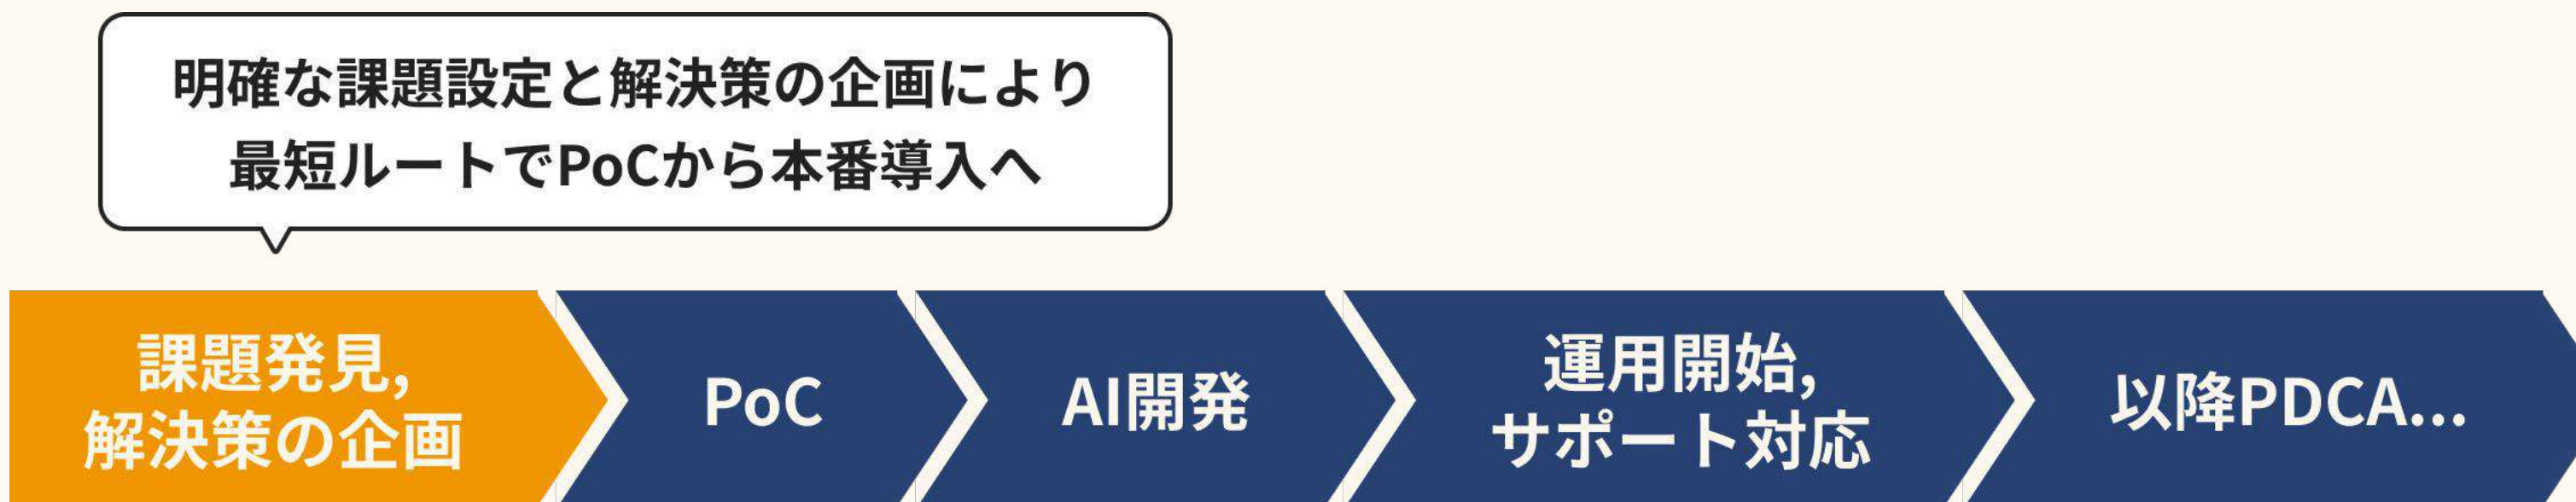 明確な課題設定と解決策の企画により
最短ルートでPoCから本番導入へ
課題発見,
解決策の企画
PoC
AI開発
運用開始,
サポート対応
以降PDCA...